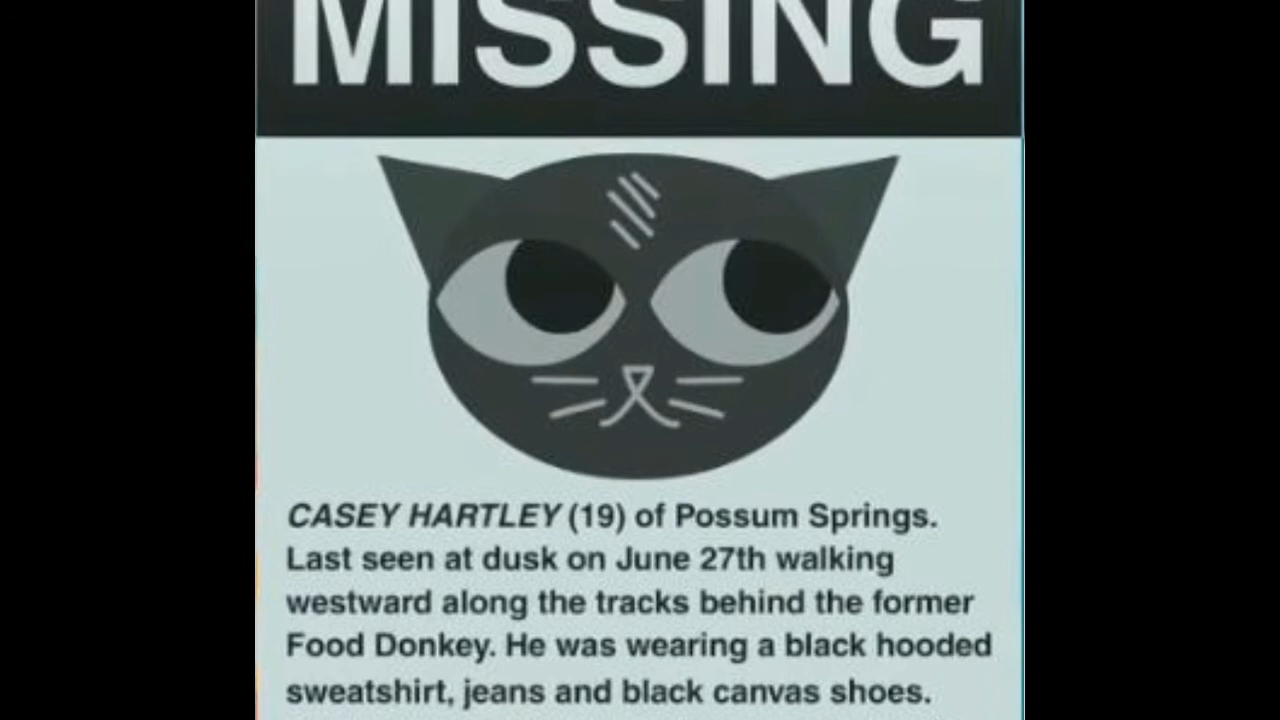 MISSING
CASEY HARTLEY (19) of Possum Springs.
Last seen at dusk on June 27th walking
westward along the tracks behind the former
Food Donkey. He was wearing a black hooded
sweatshirt, jeans and black canvas shoes.